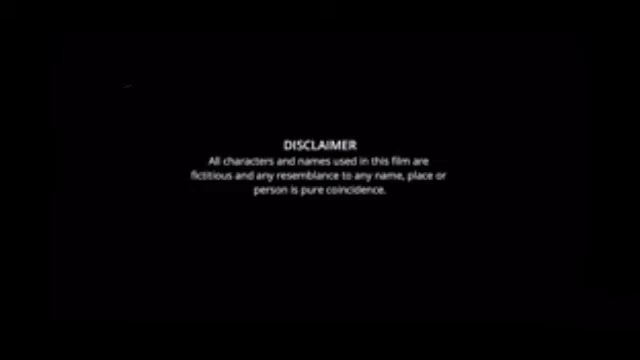 DISCLAIMER
All characters and names used in this film are
fictitious and any resemblance to any name, place or
person is pure coincidence.